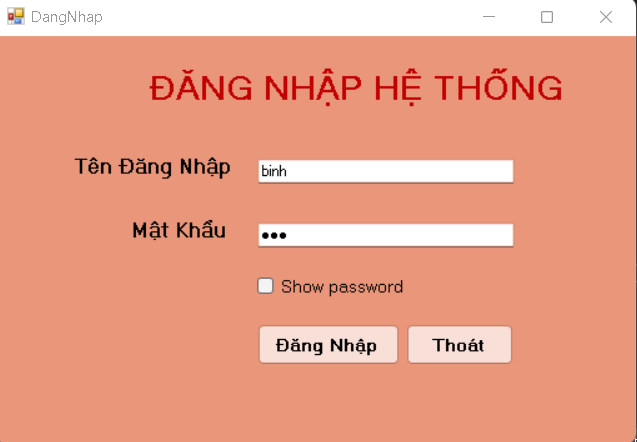 DangNhap
ĐĂNG NHẬP HỆ THỐNG
Tên Đăng Nhập binh
Mật Khẩu •••
Show password
Đăng Nhập Thoát